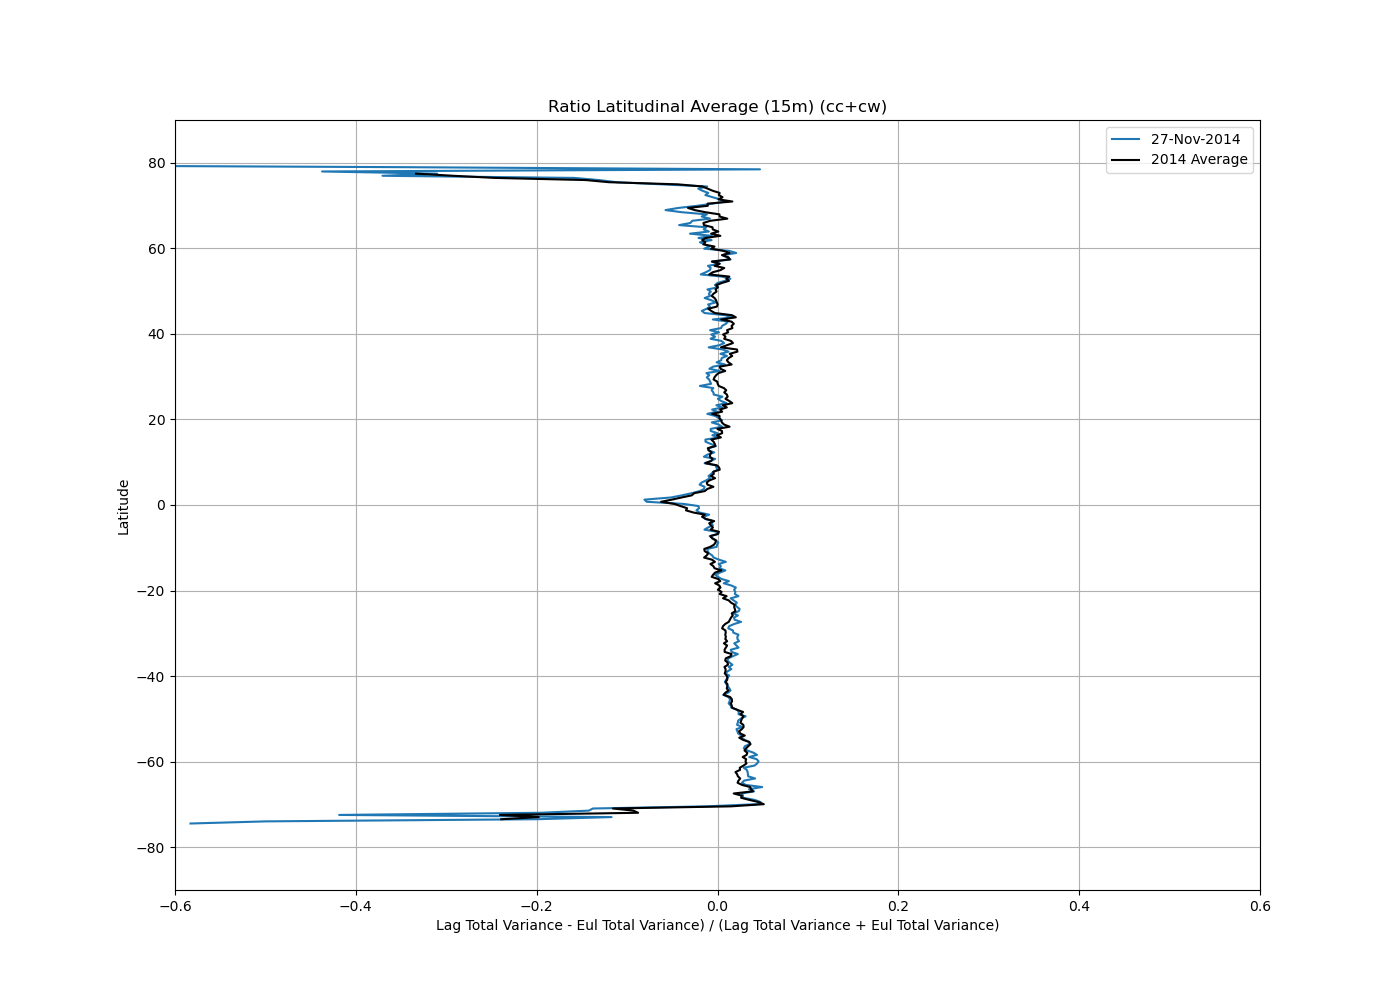 Ratio Latitudinal Average (15m) (cc+cw)
27-Nov-2014
2014 Average
80
60
40
20
0
−20
−40
−60
−80
Latitude
−0.6 −0.4 −0.2 0.0 0.2 0.4 0.6
Lag Total Variance - Eul Total Variance) / (Lag Total Variance + Eul Total Variance)